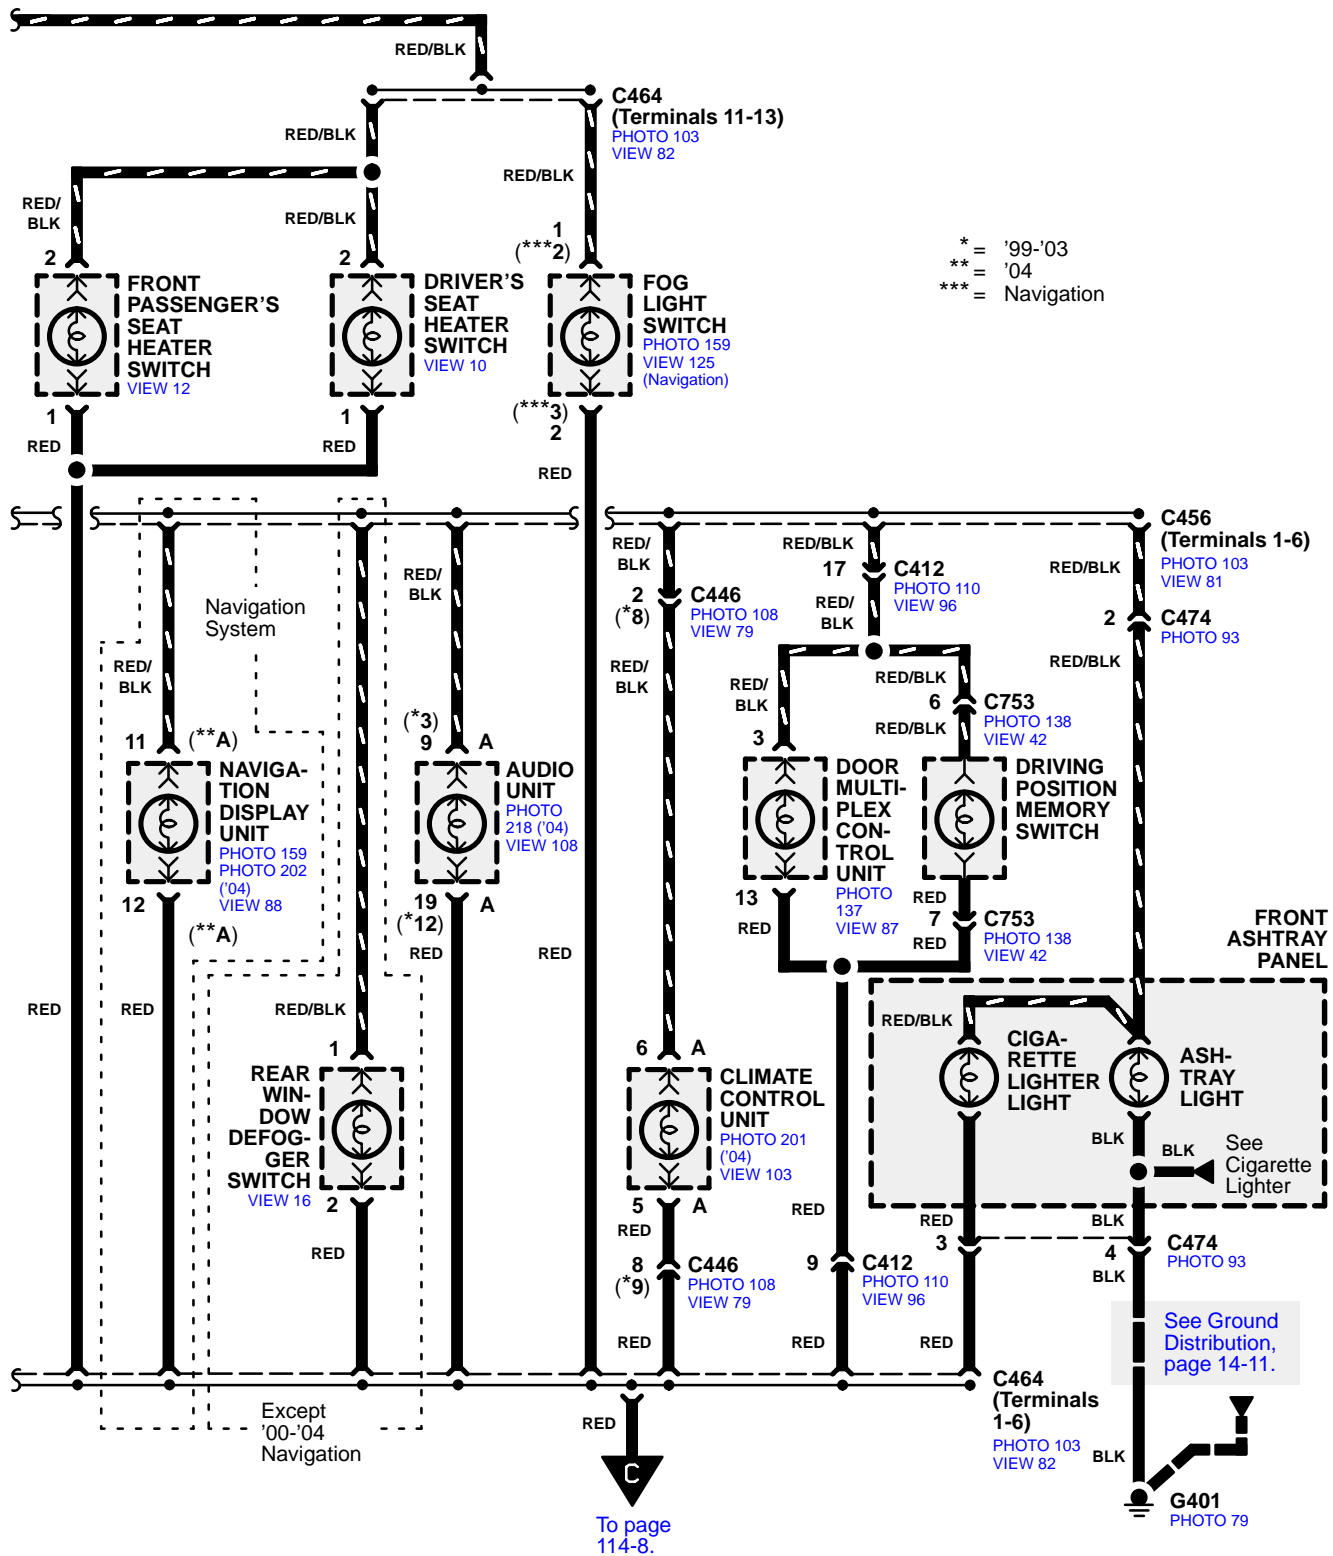 RED/BLK
C464
(Terminals 11-13)
PHOTO 103
VIEW 82
RED/BLK
RED/BLK
RED/
BLK
RED/BLK
1
(***2)
* = '99-'03
** = '04
*** = Navigation
2
FRONT
PASSENGER'S
SEAT
HEATER
SWITCH
VIEW 12
2
DRIVER'S
SEAT
HEATER
SWITCH
VIEW 10
FOG
LIGHT
SWITCH
PHOTO 159
VIEW 125
(Navigation)
1
RED
1
RED
(***3)
2
RED
C456
(Terminals 1-6)
PHOTO 103
VIEW 81
Navigation
System
RED/
BLK
RED/
BLK
RED/
BLK
2
(*8)
C446
PHOTO 108
VIEW 79
RED/
BLK
RED/BLK
17
C412
PHOTO 110
VIEW 96
RED/
BLK
RED/BLK
2
C474
PHOTO 93
RED/BLK
RED/
BLK
RED/BLK
6
C753
PHOTO 138
VIEW 42
RED/BLK
11
(**A)
NAVIGA-
TION
DISPLAY
UNIT
PHOTO 159
PHOTO 202
('04)
VIEW 88
12
(**A)
(*3)
9
A
AUDIO
UNIT
PHOTO
218 ('04)
VIEW 108
19
(*12)
A
RED
RED
3
DOOR
MULTI-
PLEX
CON-
TROL
UNIT
PHOTO
137
VIEW 87
13
RED
DRIVING
POSITION
MEMORY
SWITCH
RED
7
C753
PHOTO 138
VIEW 42
RED
FRONT
ASHTRAY
PANEL
RED
RED
RED/BLK
1
REAR
WIN-
DOW
DEFOG-
GER
SWITCH
VIEW 16
2
RED
6
A
CLIMATE
CONTROL
UNIT
PHOTO 201
('04)
VIEW 103
5
A
RED
8
(*9)
C446
PHOTO 108
VIEW 79
RED
RED/BLK
CIGA-
RETTE
LIGHTER
LIGHT
ASH-
TRAY
LIGHT
BLK
BLK
See
Cigarette
Lighter
RED
9
C412
PHOTO 110
VIEW 96
RED
RED
3
BLK
4
C474
PHOTO 93
BLK
RED
See Ground
Distribution,
page 14-11.
C464
(Terminals
1-6)
PHOTO 103
VIEW 82
Except
'00-'04
Navigation
RED
C
To page
114-8.
BLK
G401
PHOTO 79